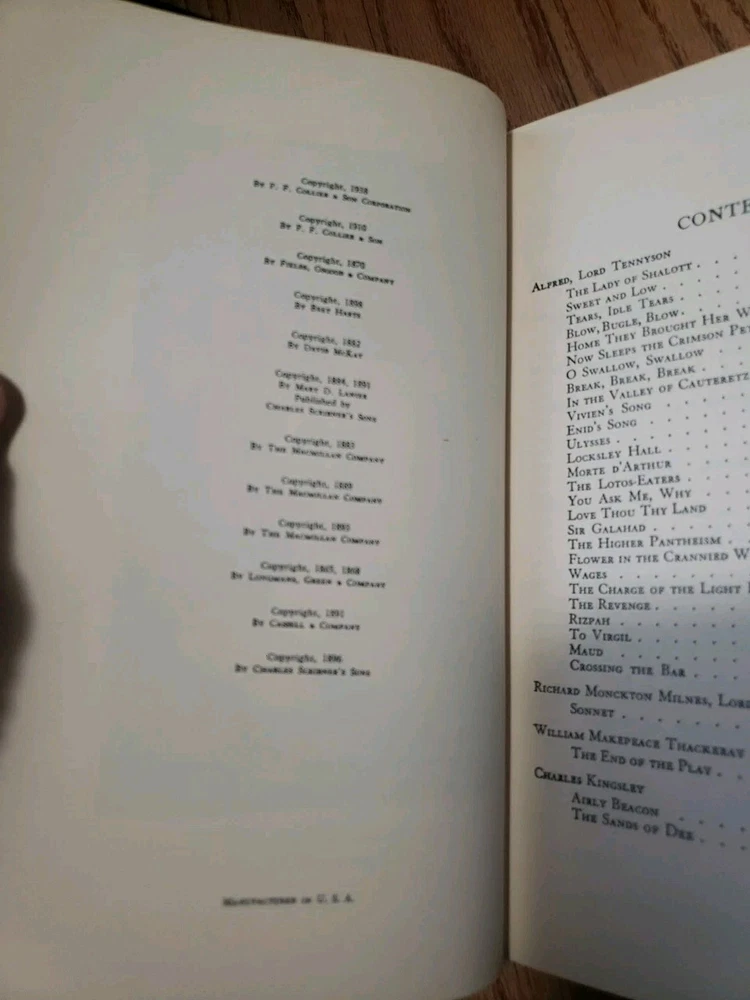 Copyright, 1938
By P. F. Collier & Son Corporation
Copyright, 1910
By P. F. Collier & Son
Copyright, 1870
By Fields, Osgood & Company
Copyright, 1898
By Bret Harte
Copyright, 1882
By David McKay
Copyright, 1884, 1891
By Mary D. Lanier
Published by
Charles Scribner's Sons
Copyright, 1883
By The Macmillan Company
Copyright, 1889
By The Macmillan Company
Copyright, 1893
By The Macmillan Company
Copyright, 1865, 1868
By Longmans, Green & Company
Copyright, 1891
By Cassell & Company
Copyright, 1896
By Charles Scribner's Sons
Manufactured in U. S. A.
CONTE
Alfred, Lord Tennyson
The Lady of Shalott . . .
Sweet and Low . . .
Tears, Idle Tears . . .
Blow, Bugle, Blow . . .
Home They Brought Her W
Now Sleeps the Crimson Pet
O Swallow, Swallow . .
Break, Break, Break . . .
In the Valley of Cauteretz
Vivien's Song . . .
Enid's Song . . . .
Ulysses . . . . .
Locksley Hall . . . .
Morte d'Arthur . . .
The Lotos-Eaters . . .
You Ask Me, Why . . .
Love Thou Thy Land . .
Sir Galahad . . . . .
The Higher Pantheism . .
Flower in the Crannied W
Wages . . . . . .
The Charge of the Light
The Revenge . . . . .
Rizpah . . . . . .
To Virgil . . . . .
Maud . . . . . .
Crossing the Bar . . .
Richard Monckton Milnes, Lord
Sonnet . . . . . .
William Makepeace Thackeray
The End of the Play . .
Charles Kingsley
Airly Beacon . . . .
The Sands of Dee . . .